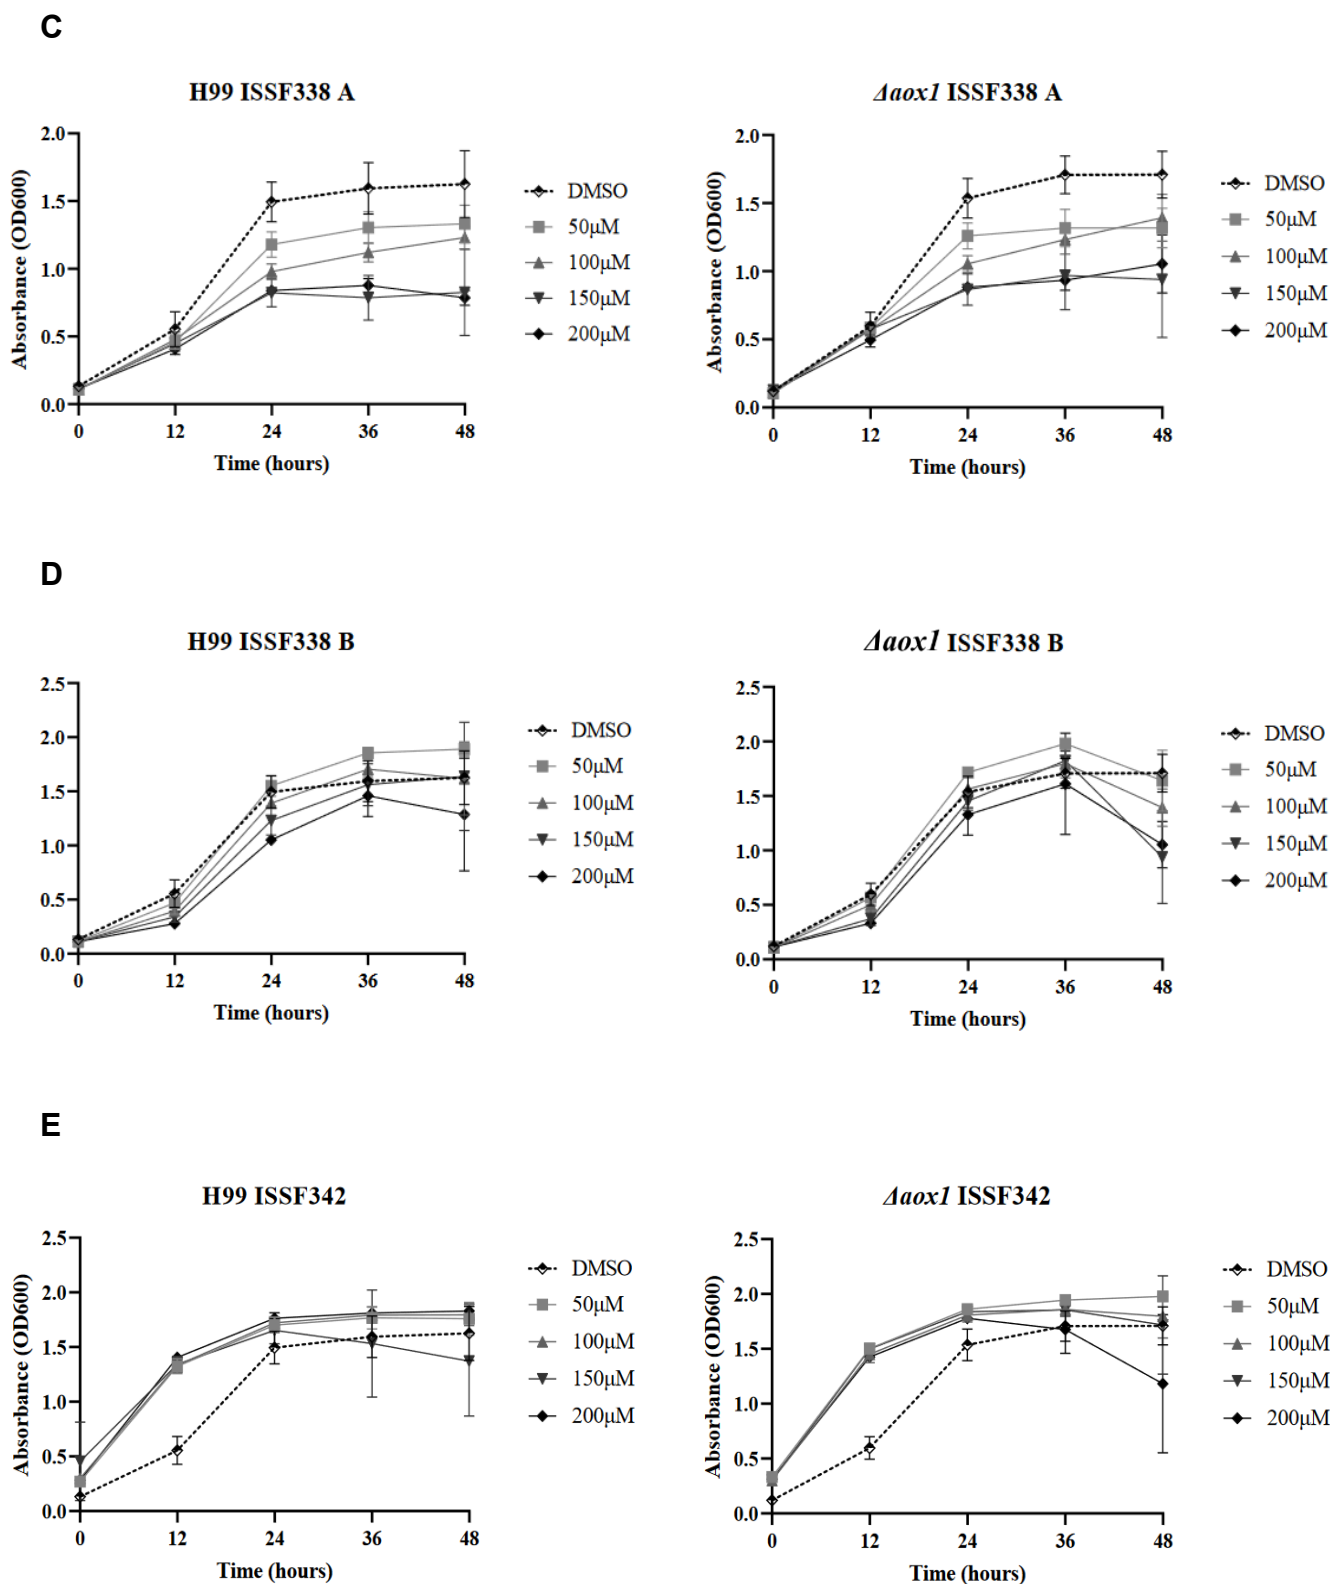 C
H99 ISSF338 A
Absorbance (OD600)
2.0
1.5
1.0
0.5
0.0
0 12 24 36 48
Time (hours)
DMSO
50μM
100μM
150μM
200μM
Δaox1 ISSF338 A
Absorbance (OD600)
2.0
1.5
1.0
0.5
0.0
0 12 24 36 48
Time (hours)
DMSO
50μM
100μM
150μM
200μM
D
H99 ISSF338 B
2.5
2.0
1.5
1.0
0.5
0.0
0 12 24 36 48
Time (hours)
DMSO
50μM
100μM
150μM
200μM
Δaox1 ISSF338 B
2.5
2.0
1.5
1.0
0.5
0.0
0 12 24 36 48
Time (hours)
DMSO
50μM
100μM
150μM
200μM
E
H99 ISSF342
Absorbance (OD600)
2.5
2.0
1.5
1.0
0.5
0.0
0 12 24 36 48
Time (hours)
DMSO
50μM
100μM
150μM
200μM
Δaox1 ISSF342
Absorbance (OD600)
2.5
2.0
1.5
1.0
0.5
0.0
0 12 24 36 48
Time (hours)
DMSO
50μM
100μM
150μM
200μM